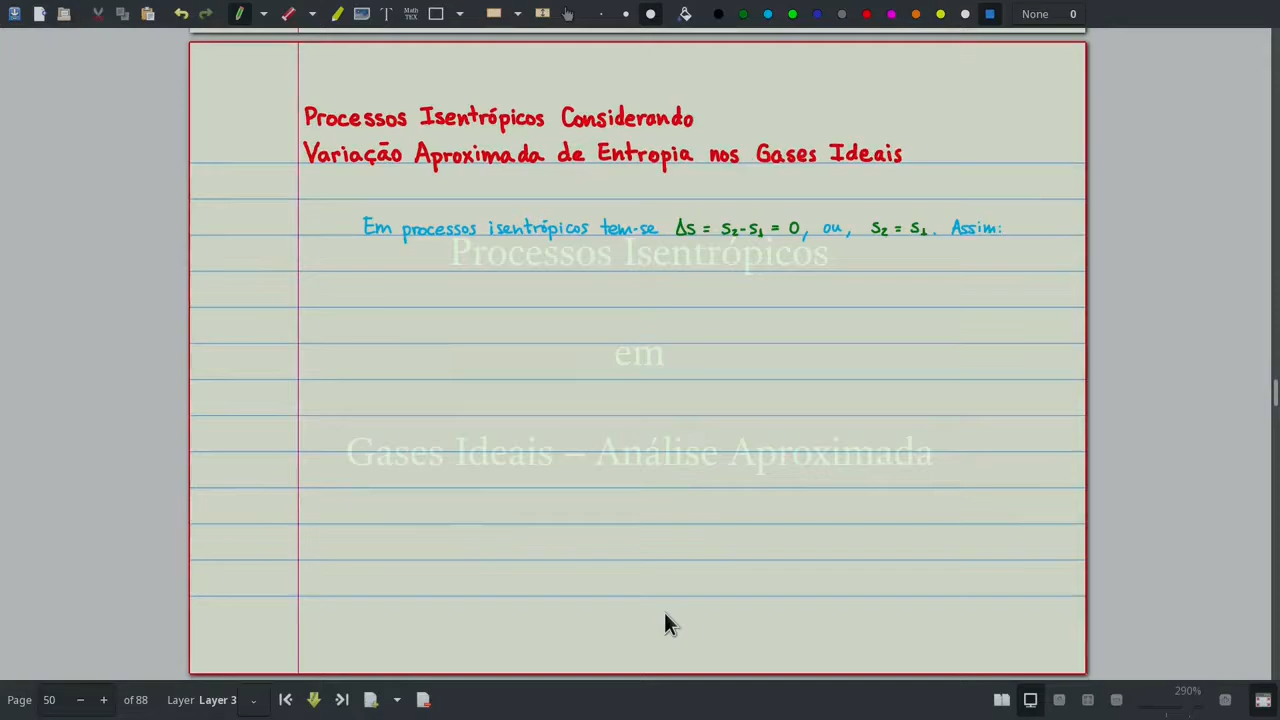 None 0
Processos Isentrópicos Considerando
Variação Aproximada de Entropia nos Gases Ideais
Em processos isentrópicos tem-se Δs = s₂-s₁ = 0, ou, s₂ = s₁. Assim:
Processos Isentrópicos
em
Gases Ideais – Análise Aproximada
Page 50 of 88 Layer Layer 3 290%